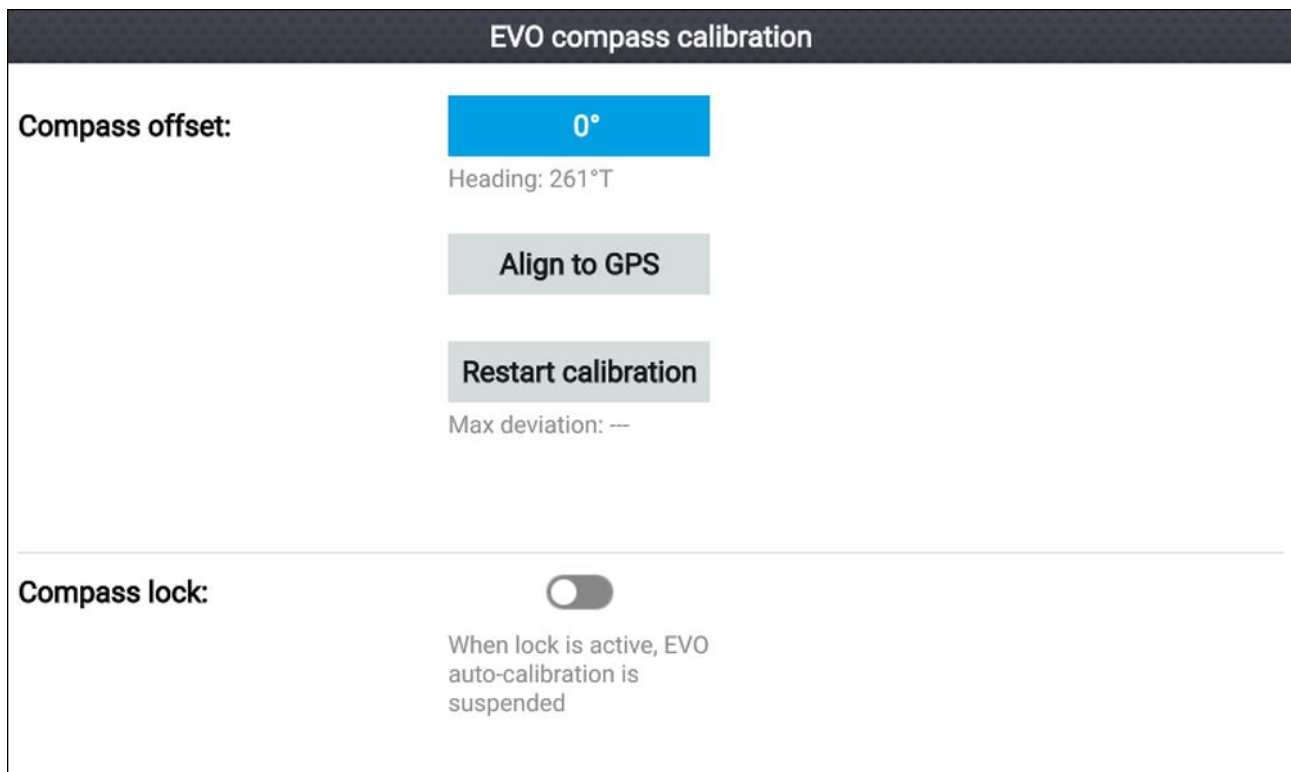 EVO compass calibration
Compass offset:
0°
Heading: 261°T
Align to GPS
Restart calibration
Max deviation: ---
Compass lock:
When lock is active, EVO
auto-calibration is
suspended